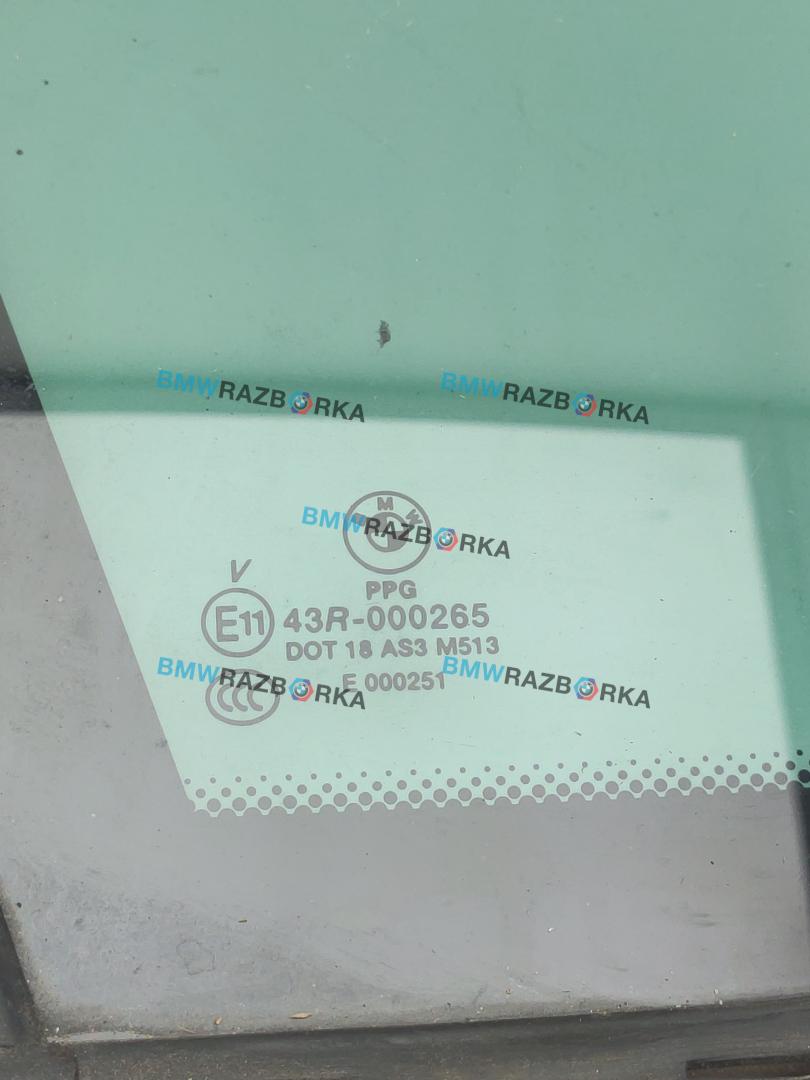 BMWRAZBORKA
BMWRAZBORKA
BMW
BMWRAZBORKA
PPG
V
E11
43R-000265
DOT 18 AS3 M513
E 000251
CCC
BMWRAZBORKA
BMWRAZBORKA